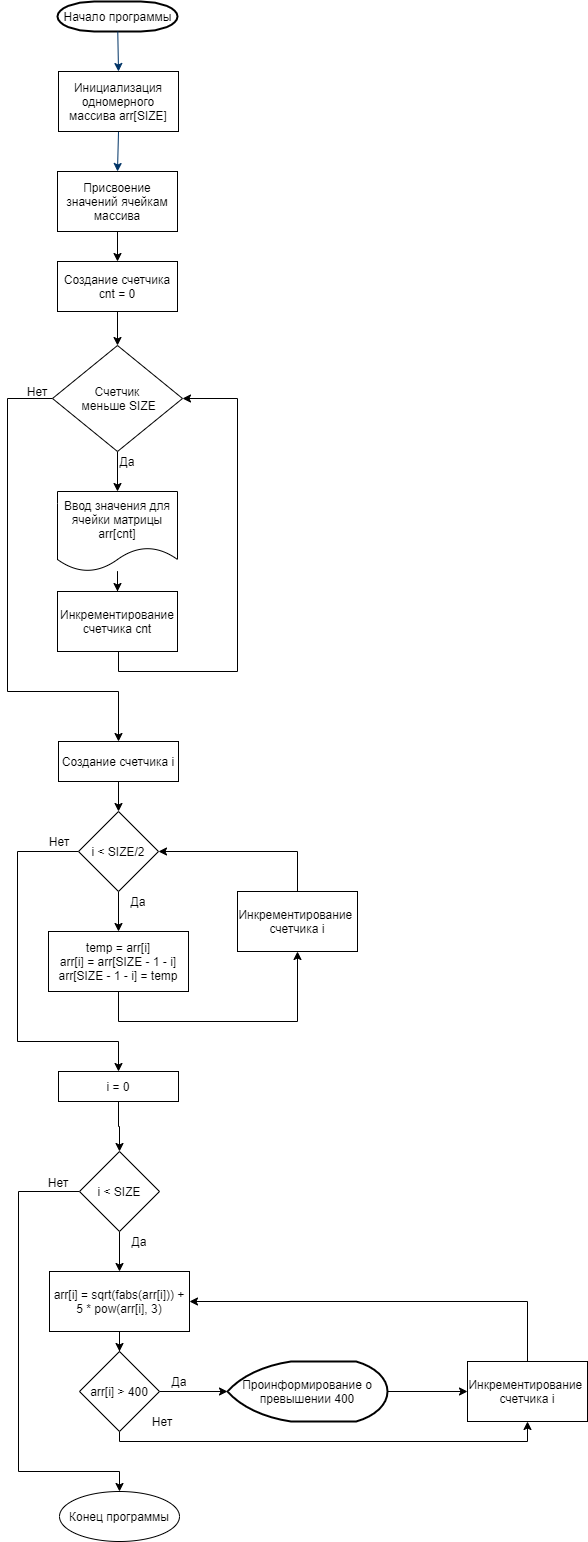 Начало программы
Инициализация
одномерного
массива arr[SIZE]
Присвоение
значений ячейкам
массива
Создание счетчика
cnt = 0
Счетчик
меньше SIZE
Нет
Да
Ввод значения для
ячейки матрицы
arr[cnt]
Инкрементирование
счетчика cnt
Создание счетчика i
Нет
i < SIZE/2
Да
Инкрементирование
счетчика i
temp = arr[i]
arr[i] = arr[SIZE - 1 - i]
arr[SIZE - 1 - i] = temp
i = 0
Нет
i < SIZE
Да
arr[i] = sqrt(fabs(arr[i])) +
5 * pow(arr[i], 3)
arr[i] > 400
Да
Проинформирование о
превышении 400
Инкрементирование
счетчика i
Нет
Конец программы